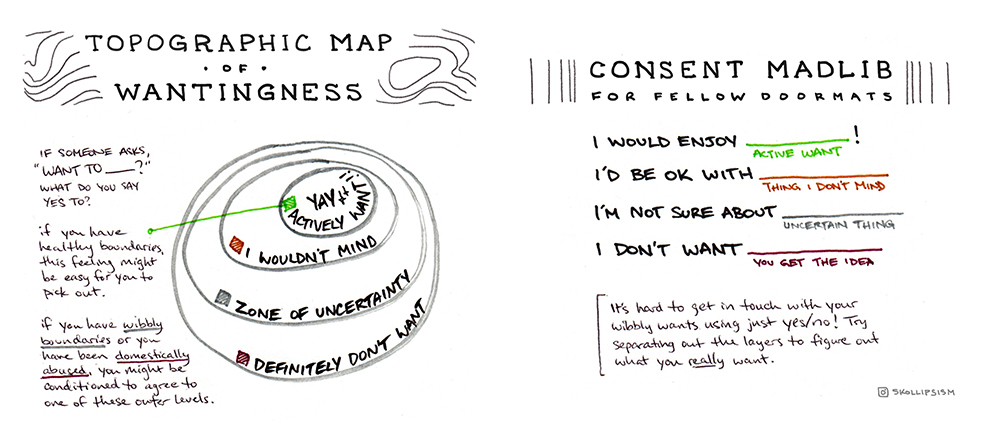 TOPOGRAPHIC MAP
· OF ·
WANTINGNESS
IF SOMEONE ASKS,
"WANT TO ___?"
WHAT DO YOU SAY
YES TO?
if you have
healthy boundaries,
this feeling might
be easy for you to
pick out.
if you have wibbly
boundaries or you
have been domestically
abused, you might be
conditioned to agree to
one of these outer levels.
YAY!!!
ACTIVELY WANT
I WOULDN'T MIND
ZONE OF UNCERTAINTY
DEFINITELY DON'T WANT
CONSENT MADLIB
FOR FELLOW DOORMATS
I WOULD ENJOY ________!
ACTIVE WANT
I'D BE OK WITH ________
THING I DON'T MIND
I'M NOT SURE ABOUT ________
UNCERTAIN THING
I DON'T WANT ________
YOU GET THE IDEA
It's hard to get in touch with your
wibbly wants using just yes/no! Try
separating out the layers to figure out
what you really want.
SKOLLIPSISM